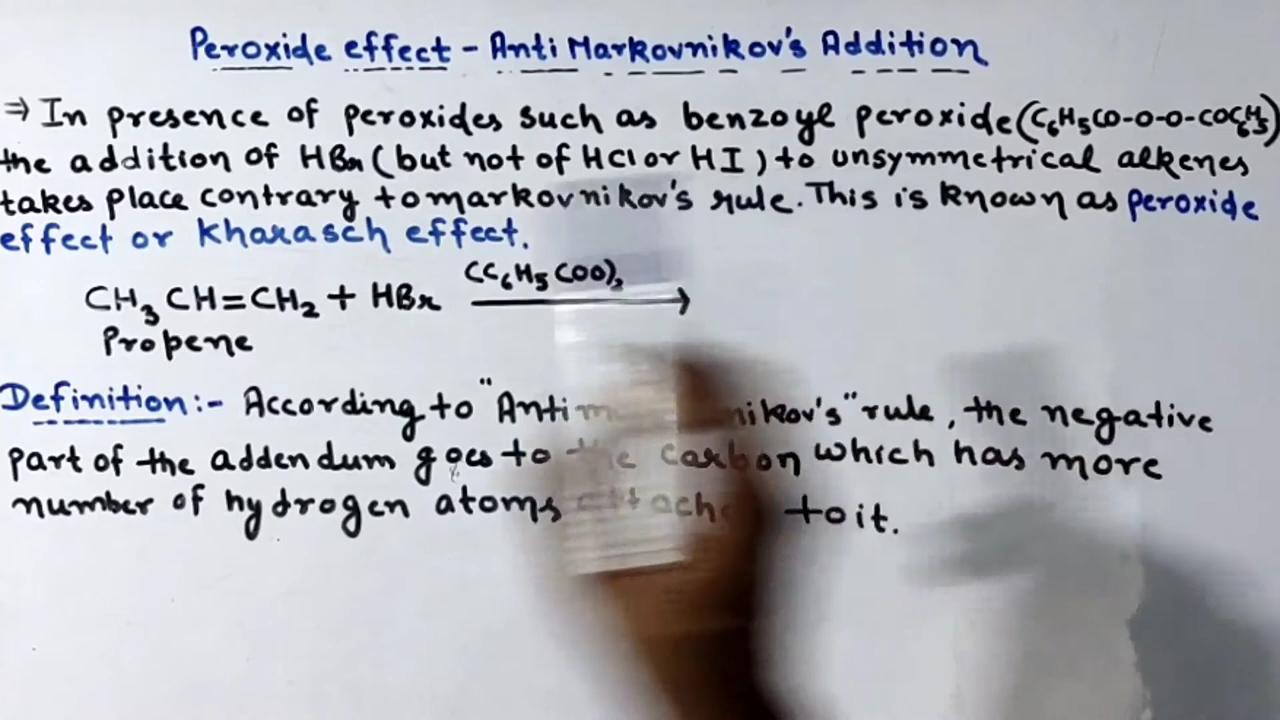 Peroxide effect - Anti Markovnikov's Addition
⇒ In presence of peroxides such as benzoyl peroxide (C₆H₅CO-O-O-COC₆H₅)
the addition of HBr (but not of HCl or HI) to unsymmetrical alkenes
takes place contrary to markovnikov's rule. This is known as peroxide
effect or Kharasch effect.
(C₆H₅COO)₂
CH₃CH=CH₂ + HBr →
Propene
Definition:- According to "Anti nikov's" rule, the negative
part of the addendum goes to the carbon which has more
number of hydrogen atoms to it.